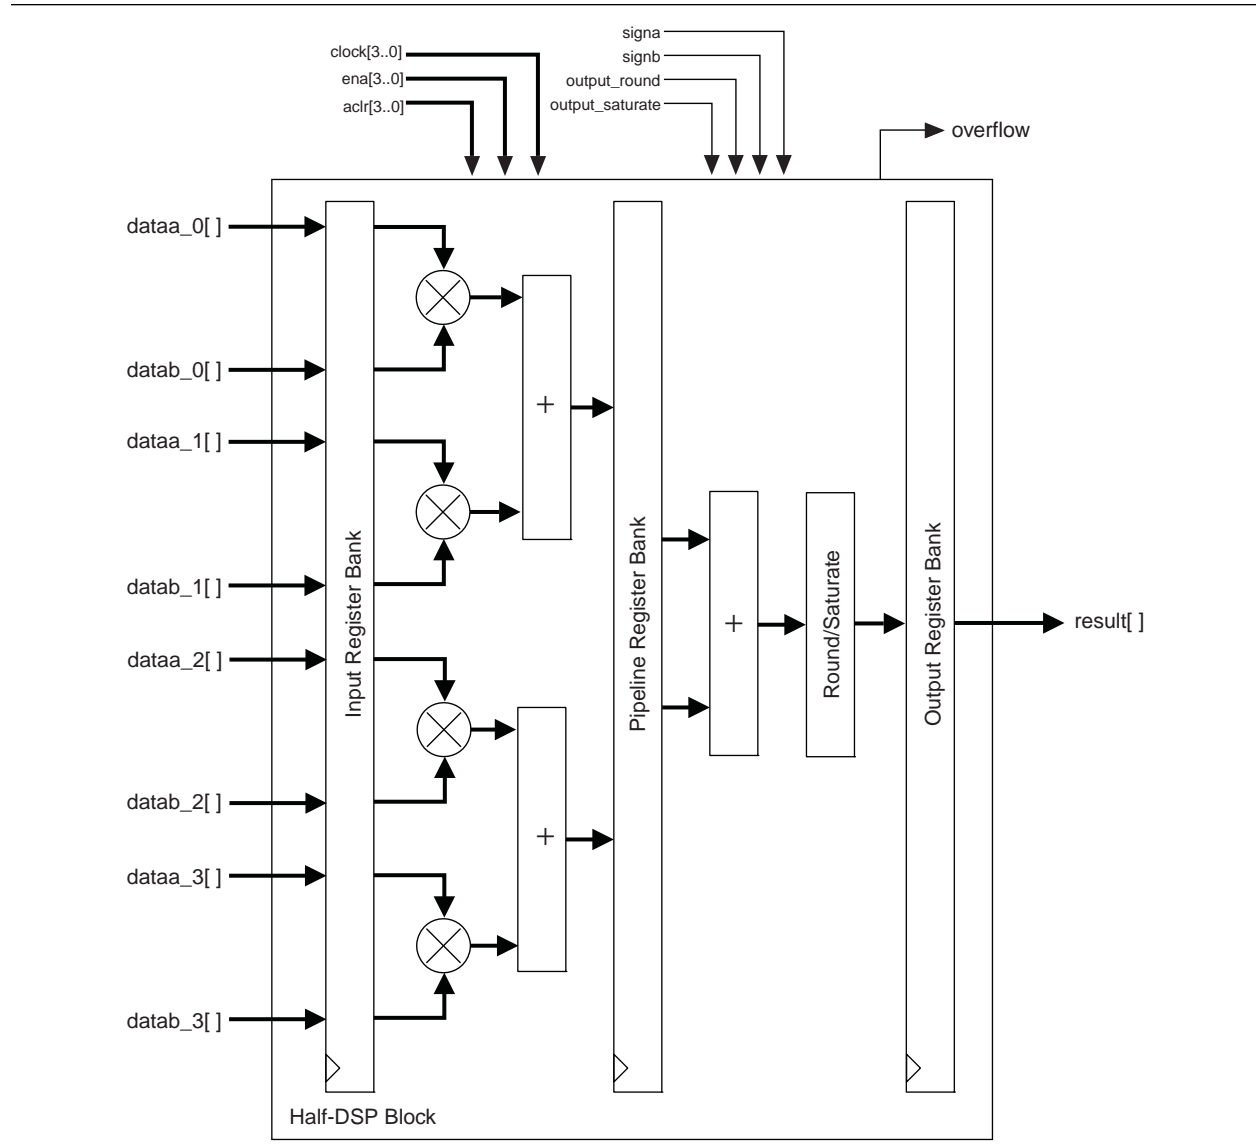 clock[3..0]
ena[3..0]
aclr[3..0]
signa
signb
output_round
output_saturate
overflow
dataa_0[ ]
datab_0[ ]
dataa_1[ ]
datab_1[ ]
dataa_2[ ]
datab_2[ ]
dataa_3[ ]
datab_3[ ]
Input Register Bank
+
+
Pipeline Register Bank
+
Round/Saturate
Output Register Bank
result[ ]
Half-DSP Block